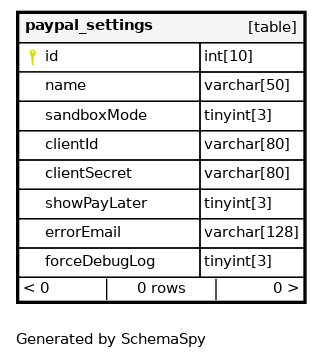 paypal_settings [table]
id int[10]
name varchar[50]
sandboxMode tinyint[3]
clientId varchar[80]
clientSecret varchar[80]
showPayLater tinyint[3]
errorEmail varchar[128]
forceDebugLog tinyint[3]
< 0 0 rows 0 >
Generated by SchemaSpy